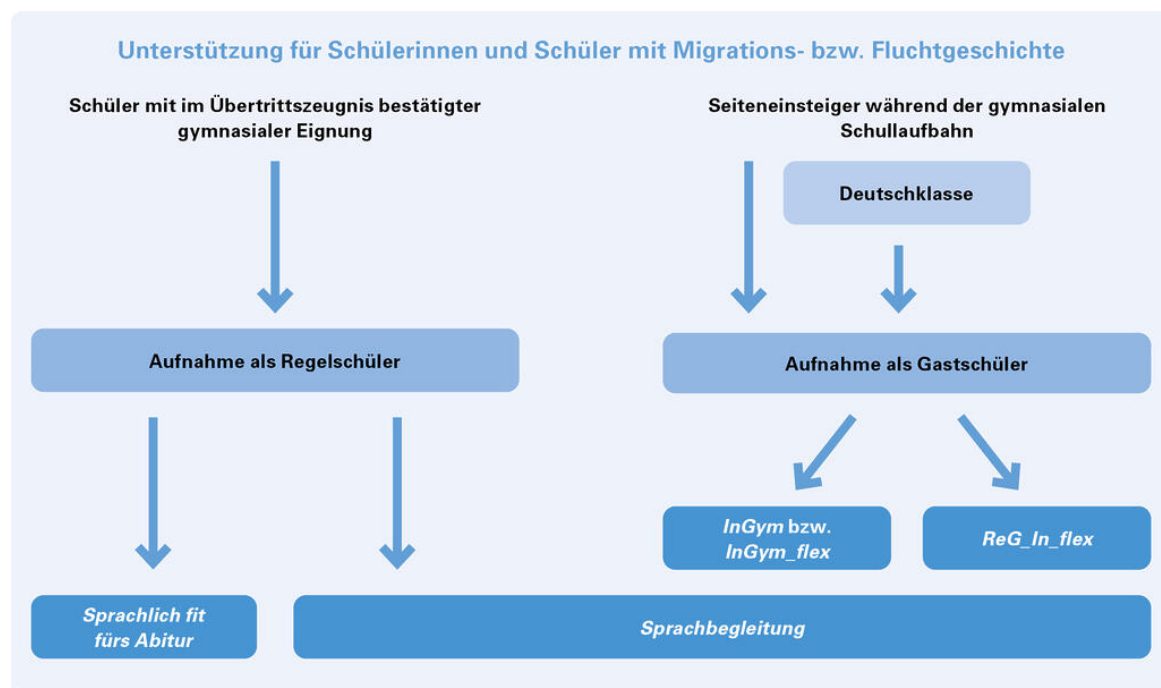 Unterstützung für Schülerinnen und Schüler mit Migrations- bzw. Fluchtgeschichte
Schüler mit im Übertrittszeugnis bestätigter
gymnasialer Eignung
Seiteneinsteiger während der gymnasialen
Schullaufbahn
Deutschklasse
Aufnahme als Regelschüler
Aufnahme als Gastschüler
InGym bzw.
InGym_flex
ReG_In_flex
Sprachlich fit
fürs Abitur
Sprachbegleitung